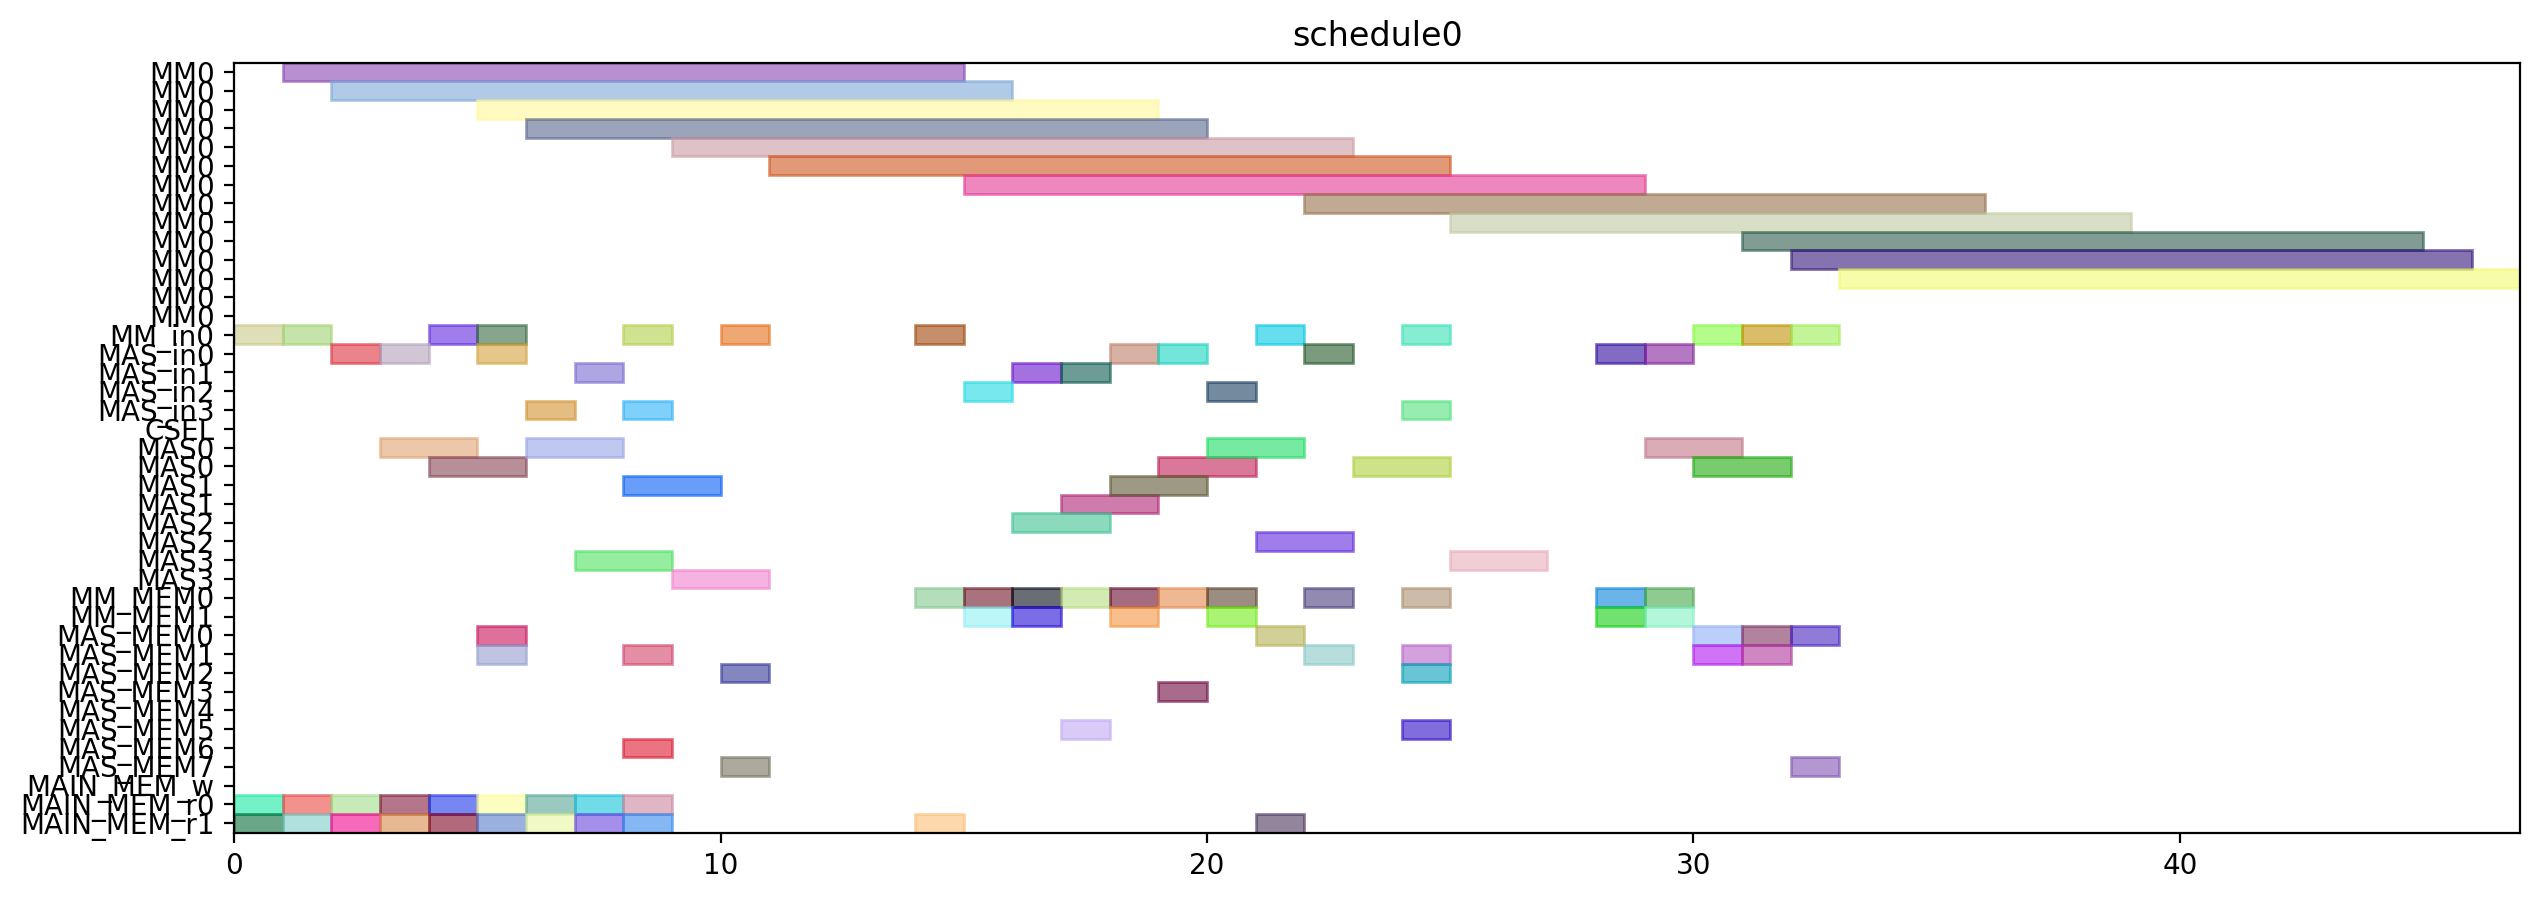 schedule0
MM0
MM0
MM0
MM0
MM0
MM0
MM0
MM0
MM0
MM0
MM0
MM0
MM0
MM0
MM_in0
MAS_in0
MAS_in1
MAS_in2
MAS_in3
CSEL
MAS0
MAS0
MAS1
MAS1
MAS2
MAS2
MAS3
MAS3
MM_MEM0
MM_MEM1
MAS_MEM0
MAS_MEM1
MAS_MEM2
MAS_MEM3
MAS_MEM4
MAS_MEM5
MAS_MEM6
MAS_MEM7
MAIN_MEM_w
MAIN_MEM_r0
MAIN_MEM_r1
0 10 20 30 40